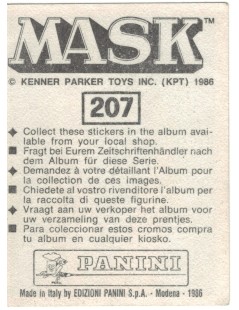 MASK™
© KENNER PARKER TOYS INC. (KPT) 1986
207
◆ Collect these stickers in the album avai-
lable from your local shop.
■ Fragt bei Eurem Zeitschriftenhändler nach
dem Album für diese Serie.
◆ Demandez à votre détaillant l'Album pour
la collection de ces images.
■ Chiedete al vostro rivenditore l'album per
la raccolta di queste figurine.
◆ Vraagt aan uw verkoper het album voor
uw verzameling van deze prentjes.
■ Para coleccionar estos cromos compra
tu album en cualquier kiosko.
PANINI
Made in Italy by EDIZIONI PANINI S.p.A. - Modena - 1986